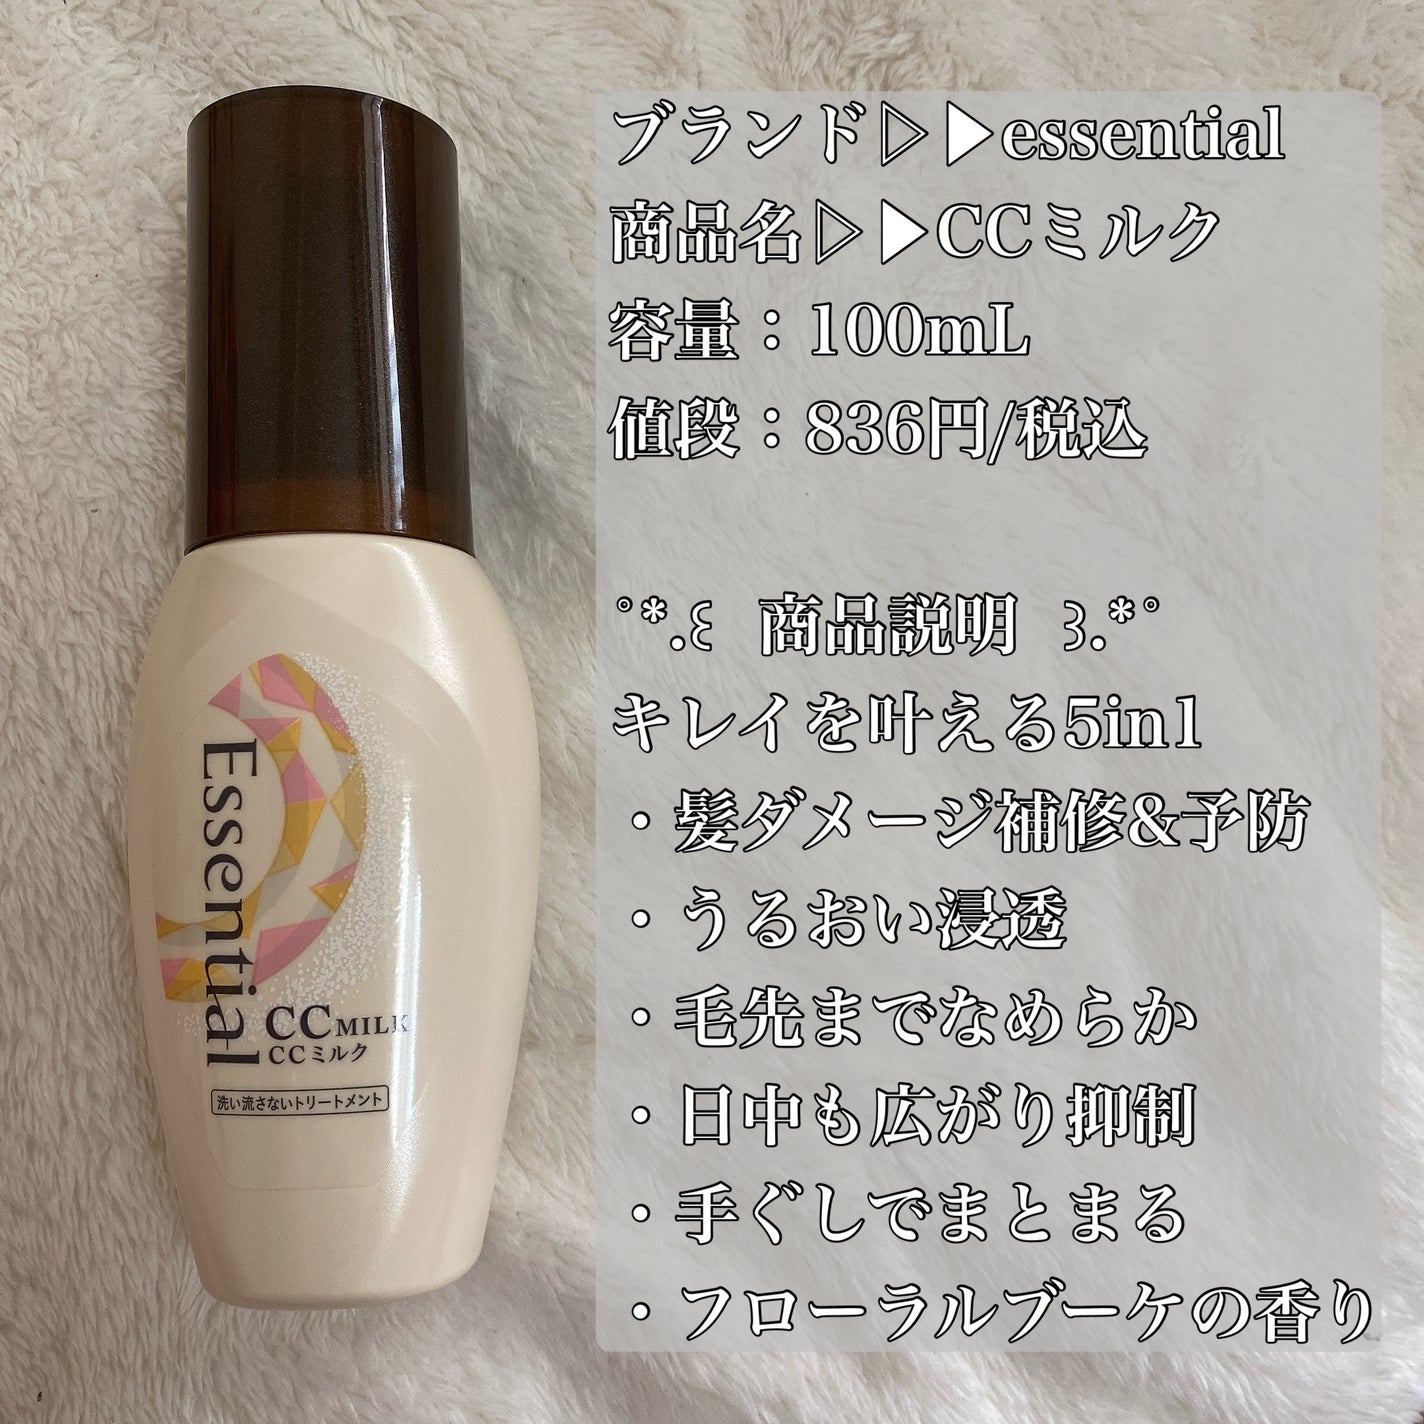 ブランド▷▶essential
商品名▷▶CCミルク
容量：100mL
値段：836円/税込
°*.꒰ 商品説明 ꒱.*°
キレイを叶える5in1
・髪ダメージ補修&予防
・うるおい浸透
・毛先までなめらか
・日中も広がり抑制
・手ぐしでまとまる
・フローラルブーケの香り
Essential
CC MILK
CCミルク
洗い流さないトリートメント